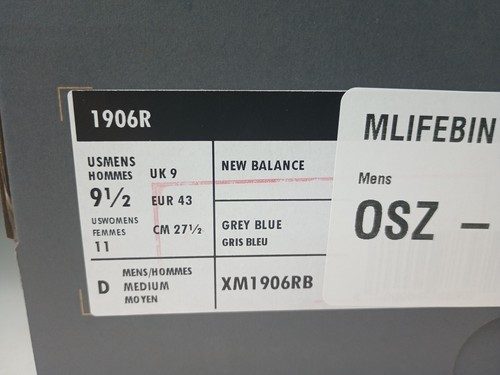 1906R
USMENS
HOMMES
9½
USWOMENS
FEMMES
11
UK 9
EUR 43
CM 27½
NEW BALANCE
GREY BLUE
GRIS BLEU
D
MENS/HOMMES
MEDIUM
MOYEN
XM1906RB
MLIFEBIN
Mens
OSZ –